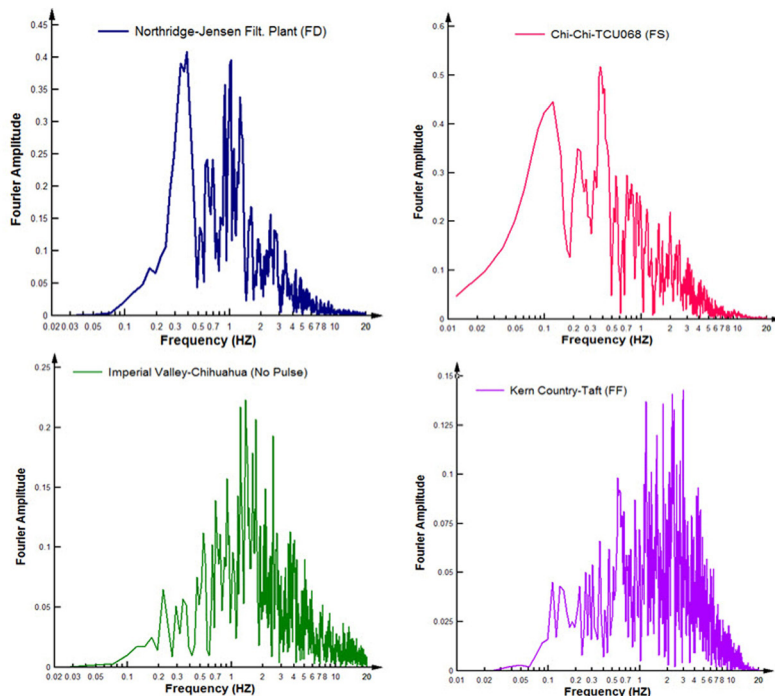 Northridge-Jensen Filt. Plant (FD)
Fourier Amplitude
0.45
0.4
0.35
0.3
0.25
0.2
0.15
0.1
0.05
0
0.02 0.03 0.05 0.1 0.2 0.3 0.5 0.7 1 2 3 4 5 6 7 8 10 20
Frequency (HZ)
Chi-Chi-TCU068 (FS)
Fourier Amplitude
0.6
0.5
0.4
0.3
0.2
0.1
0
0.01 0.02 0.05 0.1 0.2 0.3 0.5 0.7 1 2 3 4 5 6 7 8 10 20
Frequency (HZ)
Imperial Valley-Chihuahua (No Pulse)
Fourier Amplitude
0.25
0.2
0.15
0.1
0.05
0
0.02 0.03 0.05 0.1 0.2 0.3 0.5 0.7 1 2 3 4 5 6 7 8 10 20
Frequency (HZ)
Kern Country-Taft (FF)
Fourier Amplitude
0.15
0.125
0.1
0.075
0.05
0.025
0
0.01 0.02 0.05 0.1 0.2 0.3 0.5 0.7 1 2 3 4 5 6 7 8 10 20
Frequency (HZ)